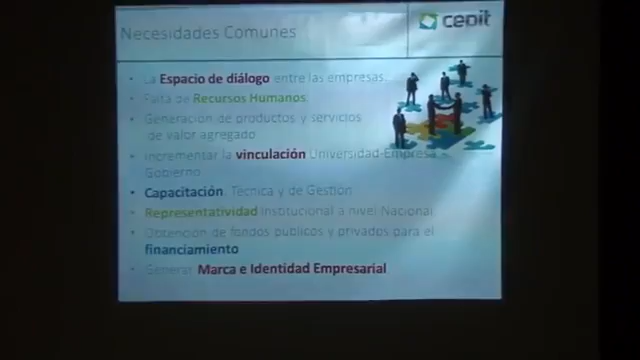 Necesidades Comunes
cepit
• La Espacio de diálogo entre las empresas.
• Falta de Recursos Humanos.
• Generación de productos y servicios
de valor agregado
• Incrementar la vinculación Universidad-Empresa
Gobierno
• Capacitación, Técnica y de Gestión
• Representatividad Institucional a nivel Nacional
• Obtención de fondos públicos y privados para el
financiamiento
• Generar Marca e Identidad Empresarial